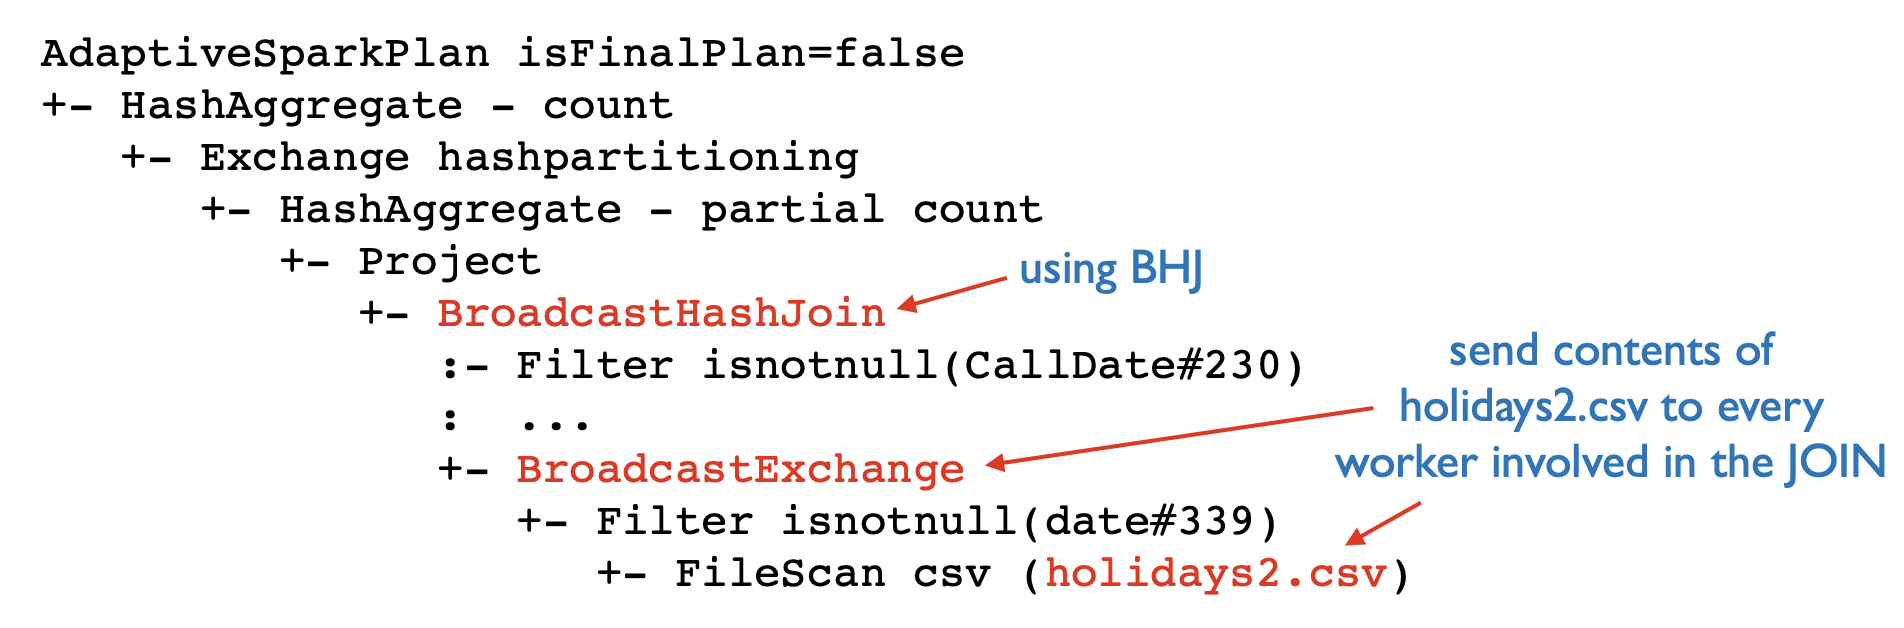 AdaptiveSparkPlan isFinalPlan=false
+- HashAggregate - count
+- Exchange hashpartitioning
+- HashAggregate - partial count
+- Project
using BHJ
+- BroadcastHashJoin
:- Filter isnotnull(CallDate#230)
: ...
+- BroadcastExchange
send contents of
holidays2.csv to every
worker involved in the JOIN
+- Filter isnotnull(date#339)
+- FileScan csv (holidays2.csv)